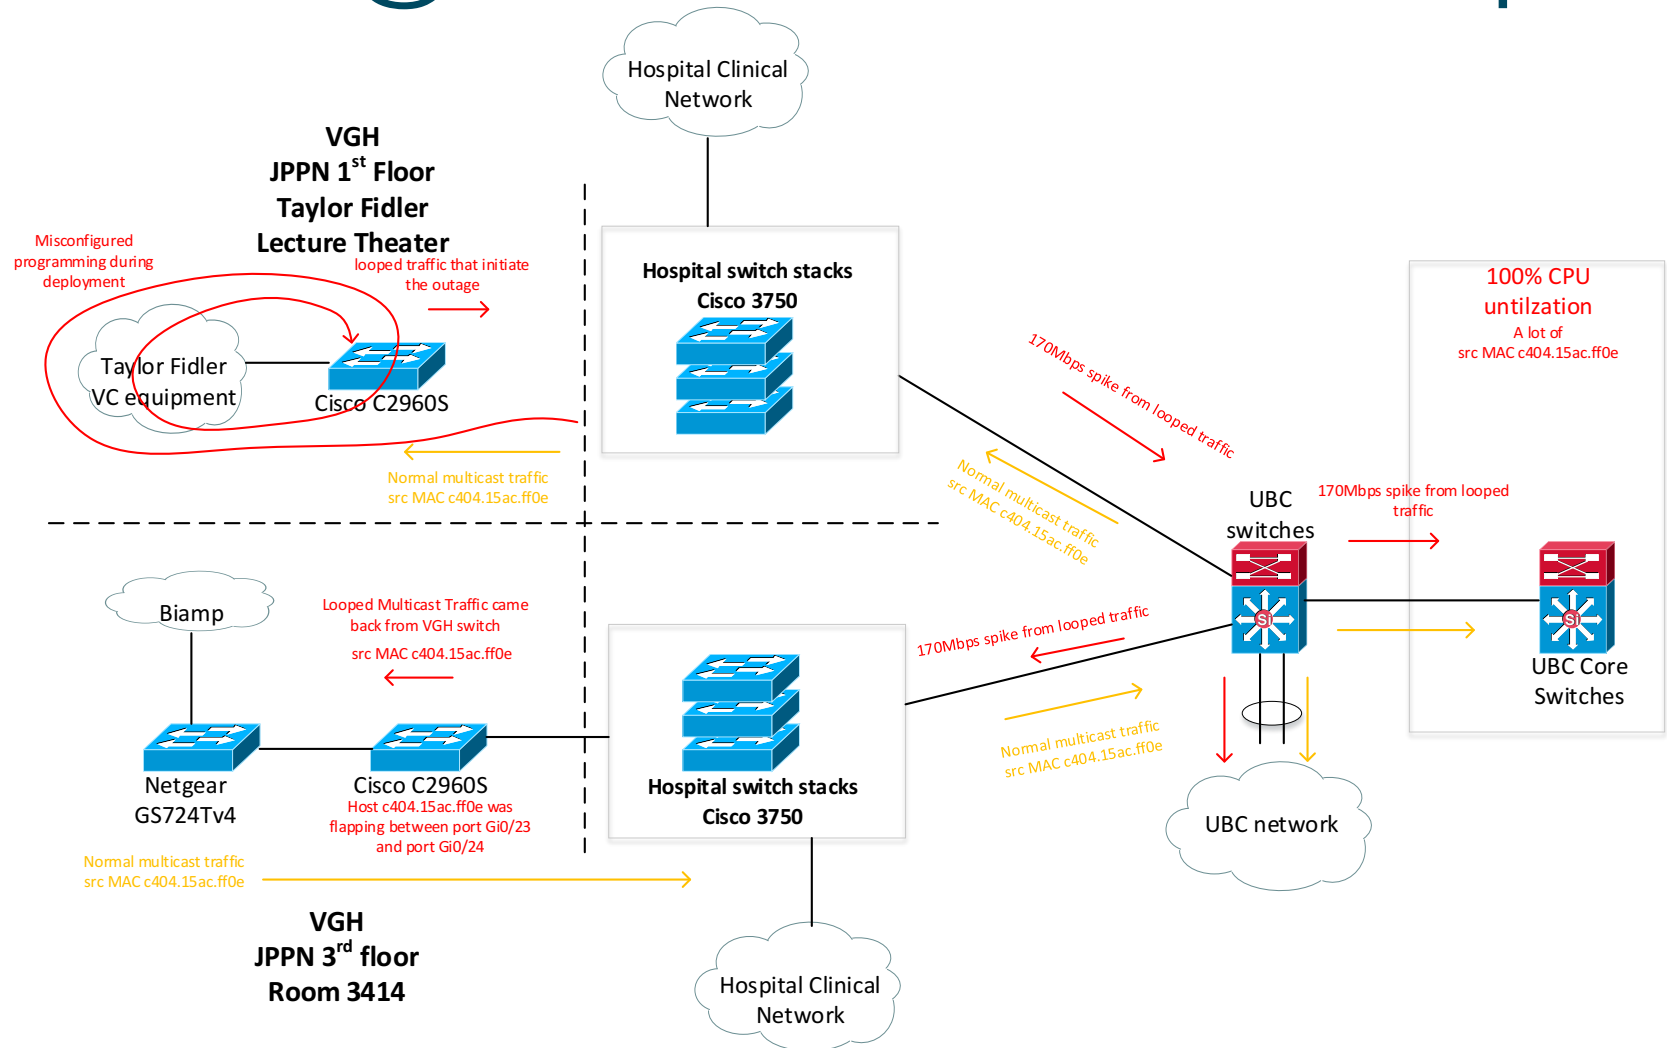 Hospital Clinical
Network
VGH
JPPN 1st Floor
Taylor Fidler
Lecture Theater
Misconfigured
programming during
deployment
looped traffic that initiate
the outage
Taylor Fidler
VC equipment
Cisco C2960S
Normal multicast traffic
src MAC c404.15ac.ff0e
Hospital switch stacks
Cisco 3750
170Mbps spike from looped traffic
Normal multicast traffic
src MAC c404.15ac.ff0e
100% CPU
untilzation
A lot of
src MAC c404.15ac.ff0e
UBC
switches
170Mbps spike from looped
traffic
UBC Core
Switches
Biamp
Looped Multicast Traffic came
back from VGH switch
src MAC c404.15ac.ff0e
Netgear
GS724Tv4
Cisco C2960S
Host c404.15ac.ff0e was
flapping between port Gi0/23
and port Gi0/24
Normal multicast traffic
src MAC c404.15ac.ff0e
VGH
JPPN 3rd floor
Room 3414
Hospital switch stacks
Cisco 3750
170Mbps spike from looped traffic
Normal multicast traffic
src MAC c404.15ac.ff0e
UBC network
Hospital Clinical
Network
Si
Si